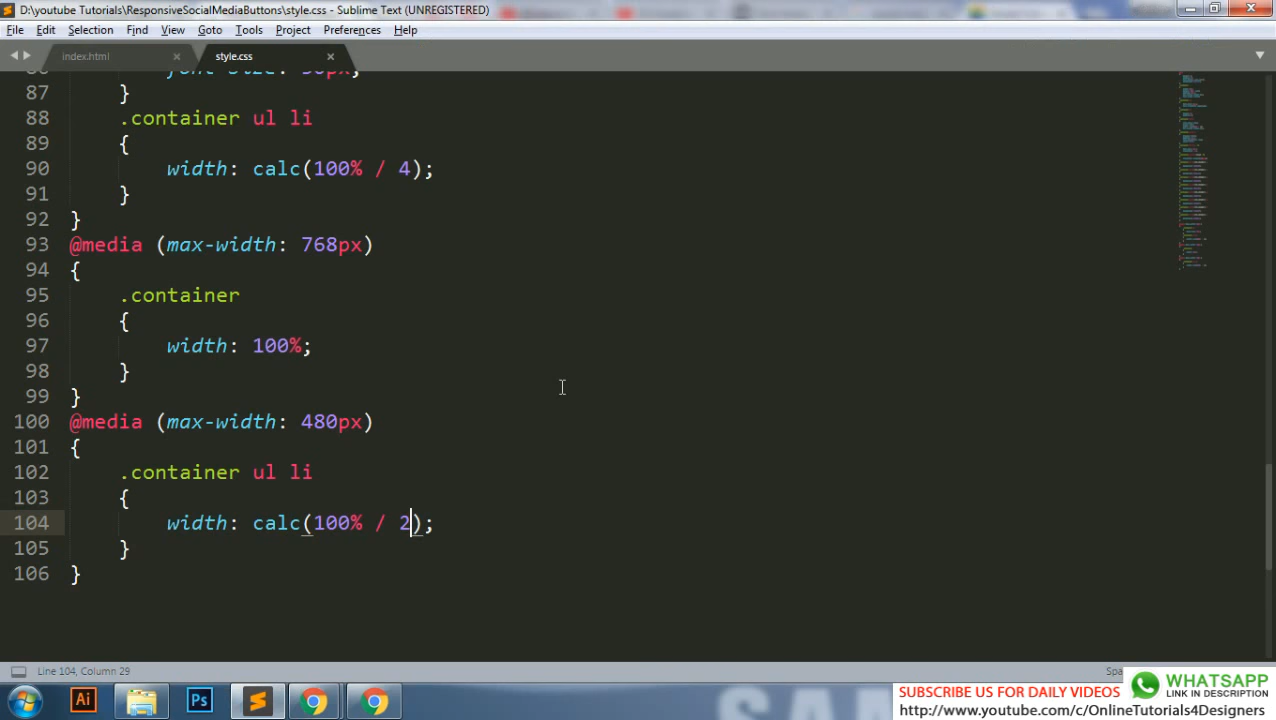 D:\youtube Tutorials\ResponsiveSocialMediaButtons\style.css - Sublime Text (UNREGISTERED)
File Edit Selection Find View Goto Tools Project Preferences Help
index.html style.css
87 }
88 .container ul li
89 {
90 width: calc(100% / 4);
91 }
92 }
93 @media (max-width: 768px)
94 {
95 .container
96 {
97 width: 100%;
98 }
99 }
100 @media (max-width: 480px)
101 {
102 .container ul li
103 {
104 width: calc(100% / 2);
105 }
106 }
Line 104, Column 29
Ai Ps
SUBSCRIBE US FOR DAILY VIDEOS
http://www.youtube.com/c/OnlineTutorials4Designers
WHATSAPP
LINK IN DESCRIPTION